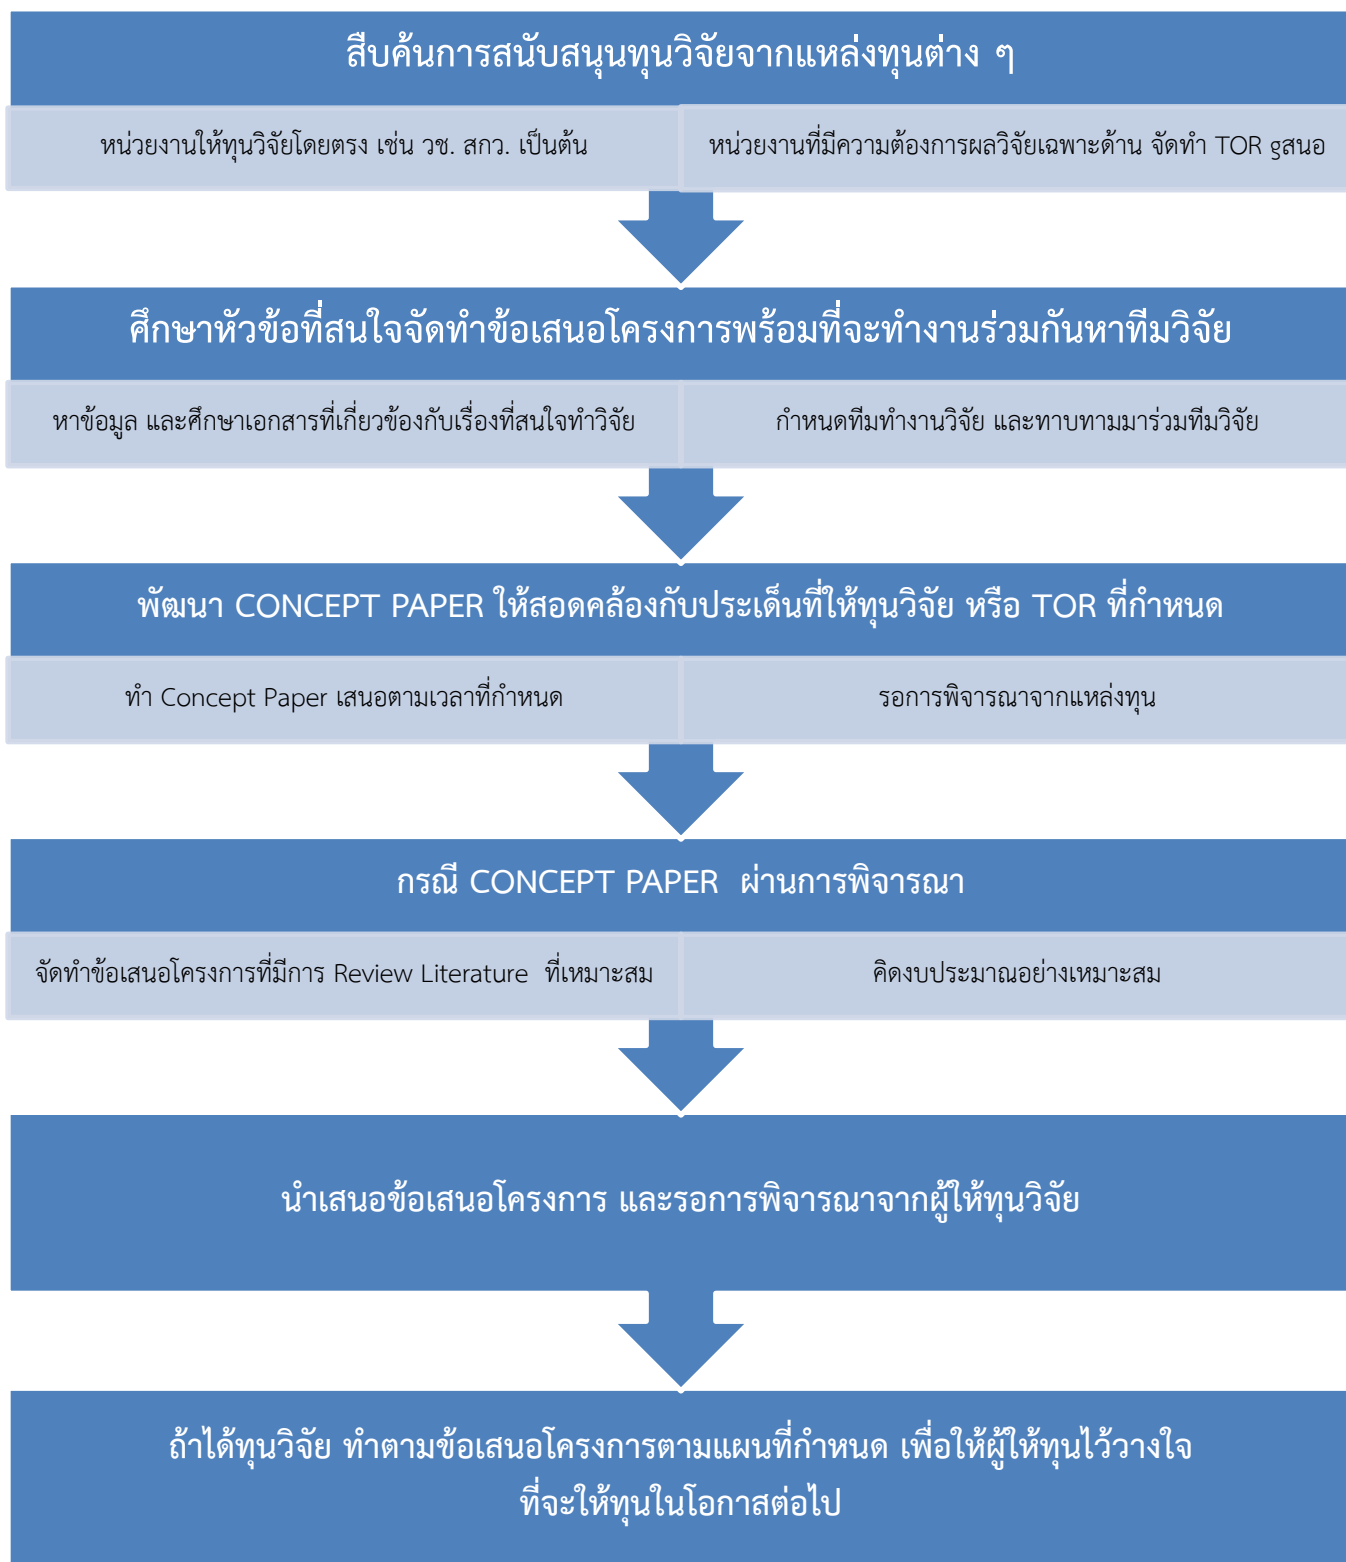 สืบค้นการสนับสนุนทุนวิจัยจากแหล่งทุนต่าง ๆ
หน่วยงานให้ทุนวิจัยโดยตรง เช่น วช. สกว. เป็นต้น
หน่วยงานที่มีความต้องการผลวิจัยเฉพาะด้าน จัดทำ TOR gสนอ
ศึกษาหัวข้อที่สนใจจัดทำข้อเสนอโครงการพร้อมที่จะทำงานร่วมกันหาทีมวิจัย
หาข้อมูล และศึกษาเอกสารที่เกี่ยวข้องกับเรื่องที่สนใจทำวิจัย
กำหนดทีมทำงานวิจัย และทาบทามมาร่วมทีมวิจัย
พัฒนา CONCEPT PAPER ให้สอดคล้องกับประเด็นที่ให้ทุนวิจัย หรือ TOR ที่กำหนด
ทำ Concept Paper เสนอตามเวลาที่กำหนด
รอการพิจารณาจากแหล่งทุน
กรณี CONCEPT PAPER ผ่านการพิจารณา
จัดทำข้อเสนอโครงการที่มีการ Review Literature ที่เหมาะสม
คิดงบประมาณอย่างเหมาะสม
นำเสนอข้อเสนอโครงการ และรอการพิจารณาจากผู้ให้ทุนวิจัย
ถ้าได้ทุนวิจัย ทำตามข้อเสนอโครงการตามแผนที่กำหนด เพื่อให้ผู้ให้ทุนไว้วางใจ
ที่จะให้ทุนในโอกาสต่อไป